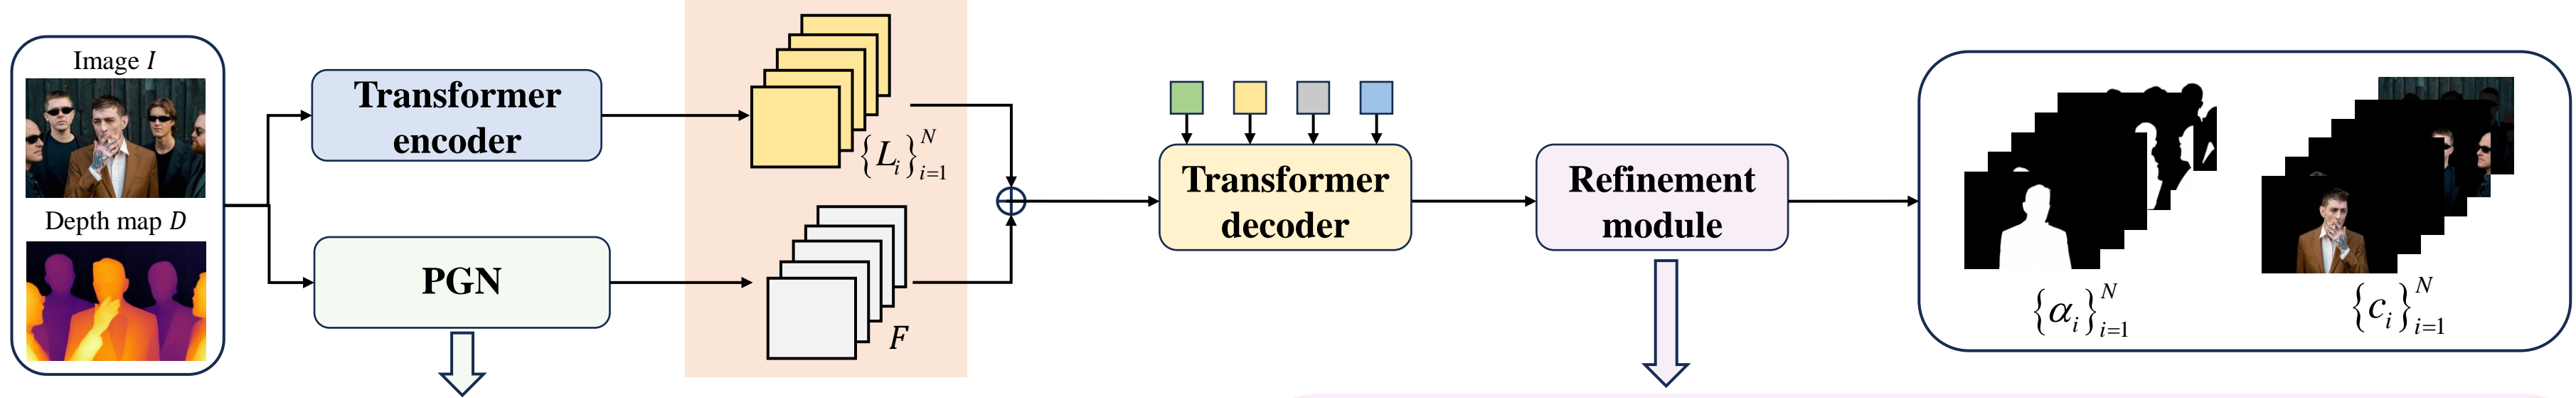 Image I
Depth map D
Transformer
encoder
PGN
{L_i}_{i=1}^{N}
F
Transformer
decoder
Refinement
module
{α_i}_{i=1}^{N}
{c_i}_{i=1}^{N}